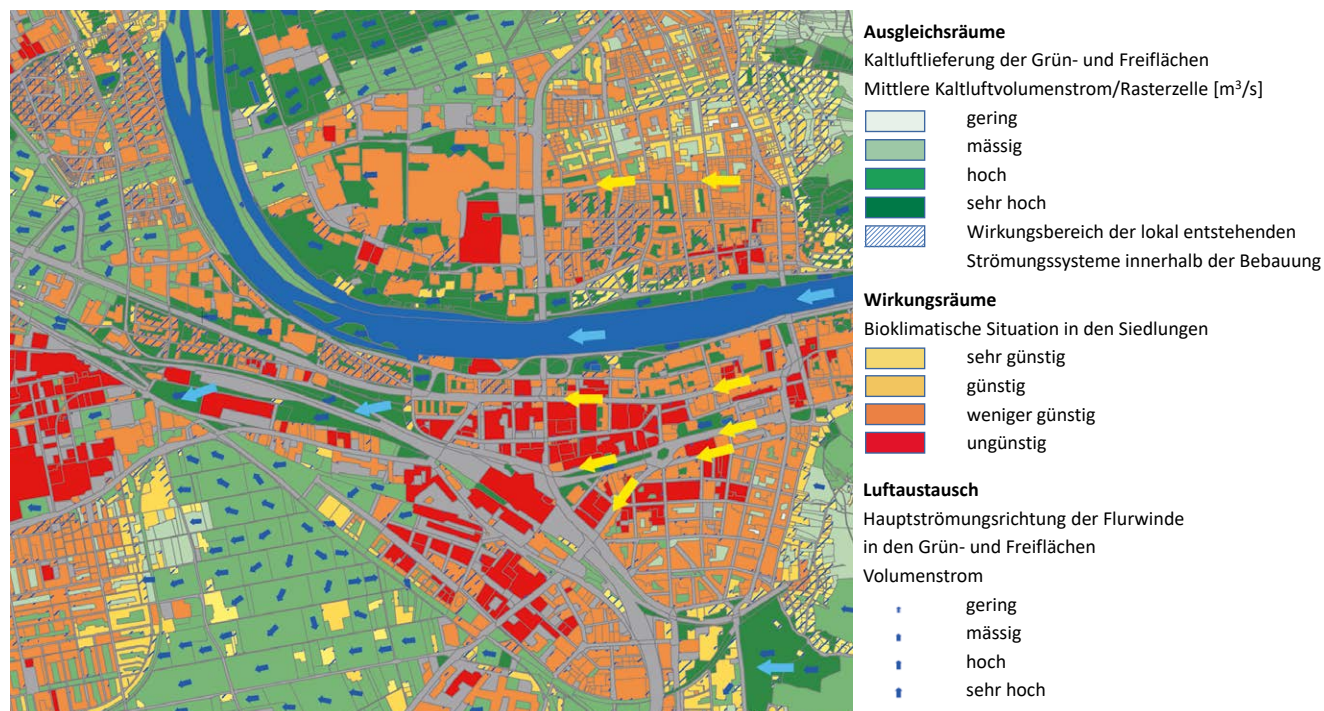 Ausgleichsräume
Kaltluftlieferung der Grün- und Freiflächen
Mittlere Kaltluftvolumenstrom/Rasterzelle [m³/s]
gering
mässig
hoch
sehr hoch
Wirkungsbereich der lokal entstehenden
Strömungssysteme innerhalb der Bebauung
Wirkungsräume
Bioklimatische Situation in den Siedlungen
sehr günstig
günstig
weniger günstig
ungünstig
Luftaustausch
Hauptströmungsrichtung der Flurwinde
in den Grün- und Freiflächen
Volumenstrom
gering
mässig
hoch
sehr hoch